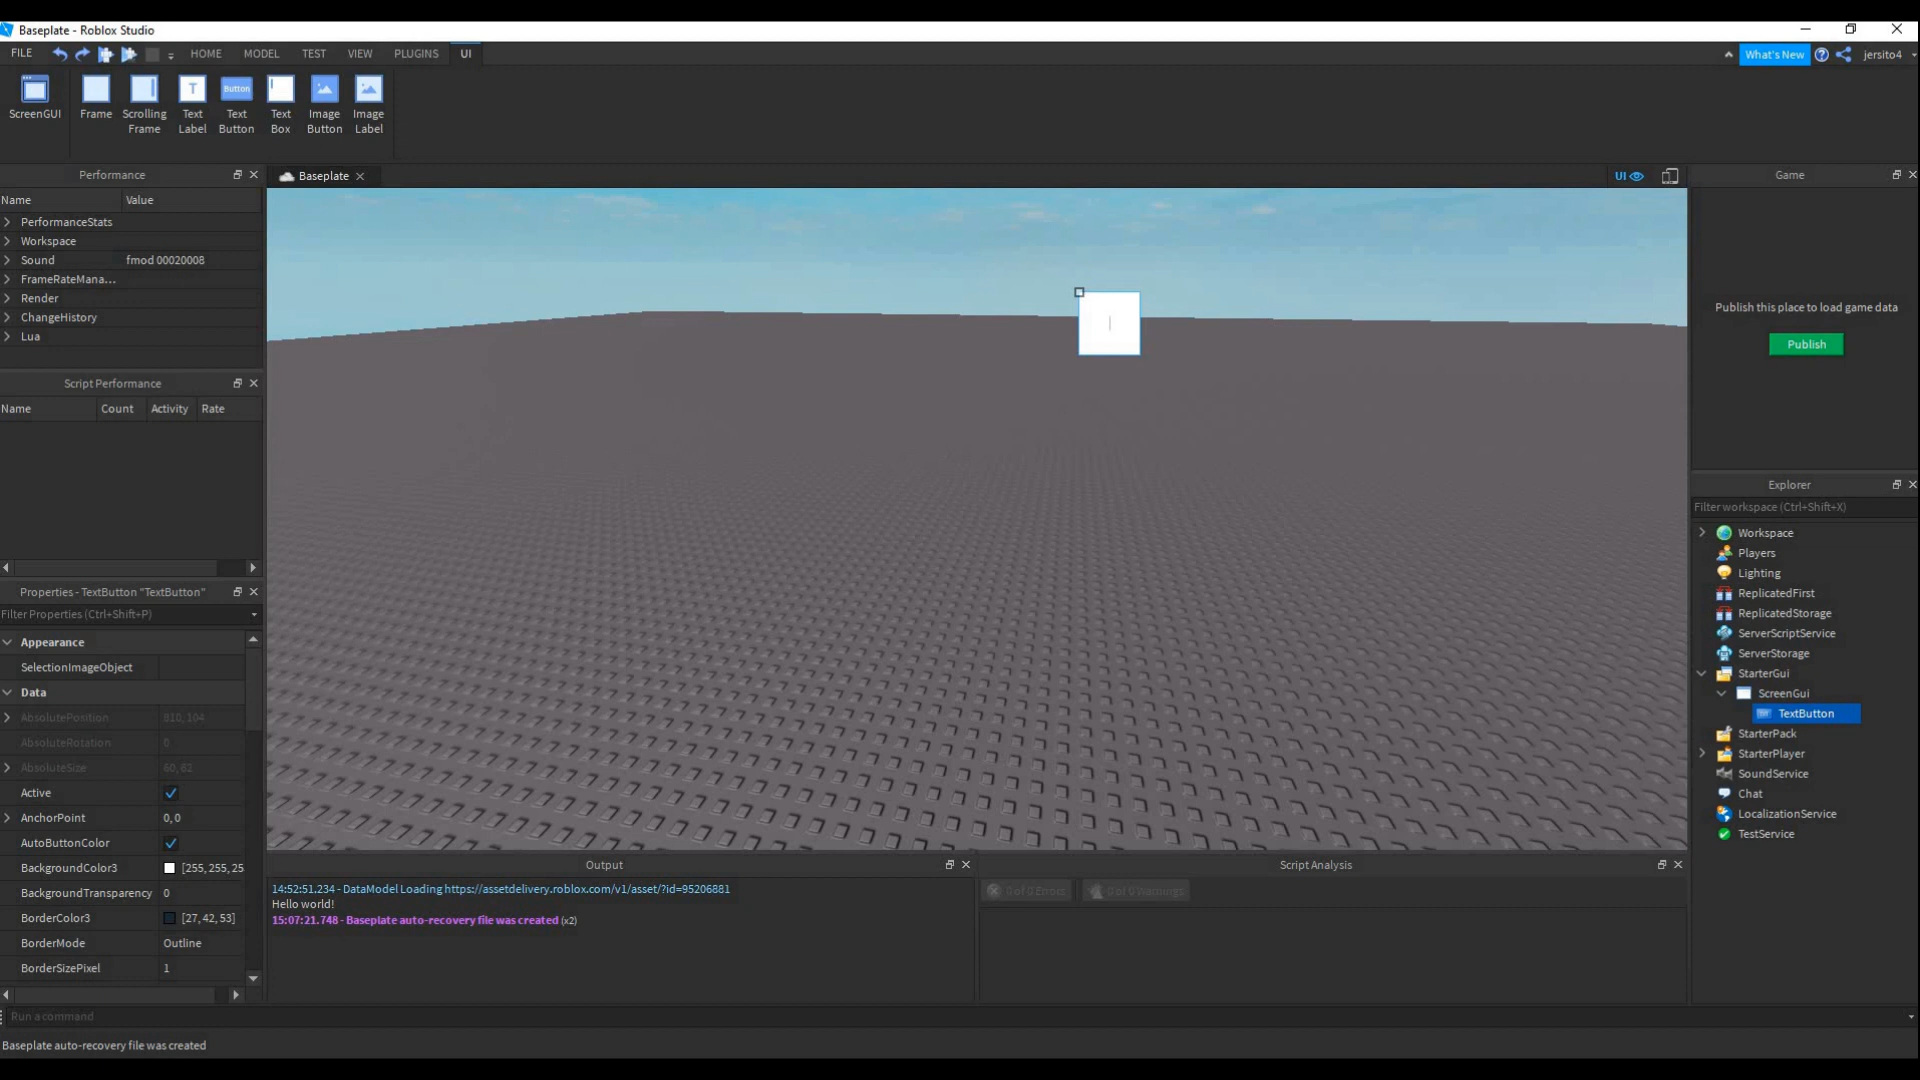 Baseplate - Roblox Studio
FILE HOME MODEL TEST VIEW PLUGINS UI What's New jersito4
ScreenGUI Frame Scrolling Frame Text Label Button Text Button Text Box Image Button Image Label
Performance
Name Value
PerformanceStats
Workspace
Sound fmod 00020008
FrameRateMana...
Render
ChangeHistory
Lua
Script Performance
Name Count Activity Rate
Properties - TextButton "TextButton"
Filter Properties (Ctrl+Shift+P)
Appearance
SelectionImageObject
Data
AbsolutePosition 810, 104
AbsoluteRotation 0
AbsoluteSize 60, 62
Active
AnchorPoint 0, 0
AutoButtonColor
BackgroundColor3 [255, 255, 25
BackgroundTransparency 0
BorderColor3 [27, 42, 53]
BorderMode Outline
BorderSizePixel 1
Baseplate
UI
Output
14:52:51.234 - DataModel Loading https://assetdelivery.roblox.com/v1/asset/?id=95206881
Hello world!
15:07:21.748 - Baseplate auto-recovery file was created (x2)
Script Analysis
0 of 0 Errors 0 of 0 Warnings
Game
Publish this place to load game data
Publish
Explorer
Filter workspace (Ctrl+Shift+X)
Workspace
Players
Lighting
ReplicatedFirst
ReplicatedStorage
ServerScriptService
ServerStorage
StarterGui
ScreenGui
TextButton
StarterPack
StarterPlayer
SoundService
Chat
LocalizationService
TestService
Run a command
Baseplate auto-recovery file was created